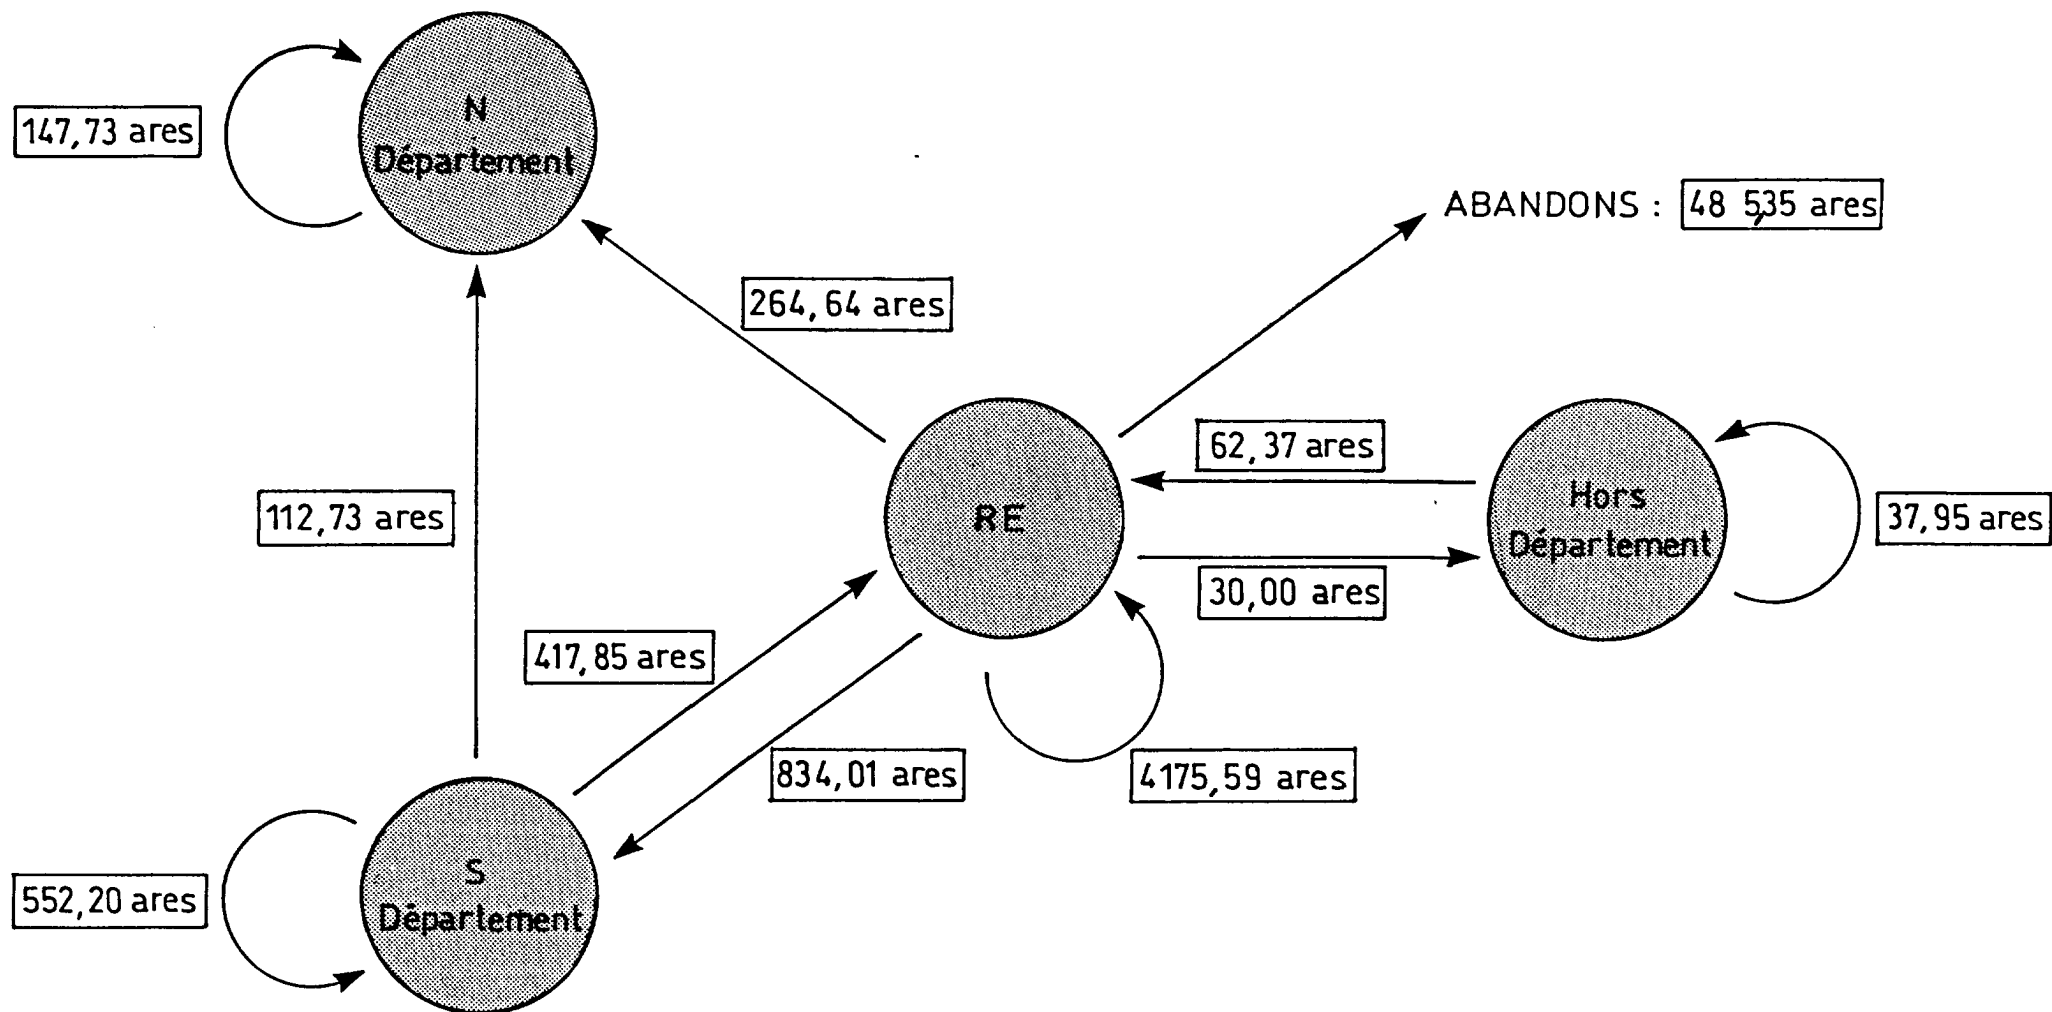 N
Département
147,73 ares
ABANDONS : 48 5,35 ares
264,64 ares
62,37 ares
RE
Hors
Département
37,95 ares
112,73 ares
30,00 ares
417,85 ares
834,01 ares
4175,59 ares
S
Département
552,20 ares